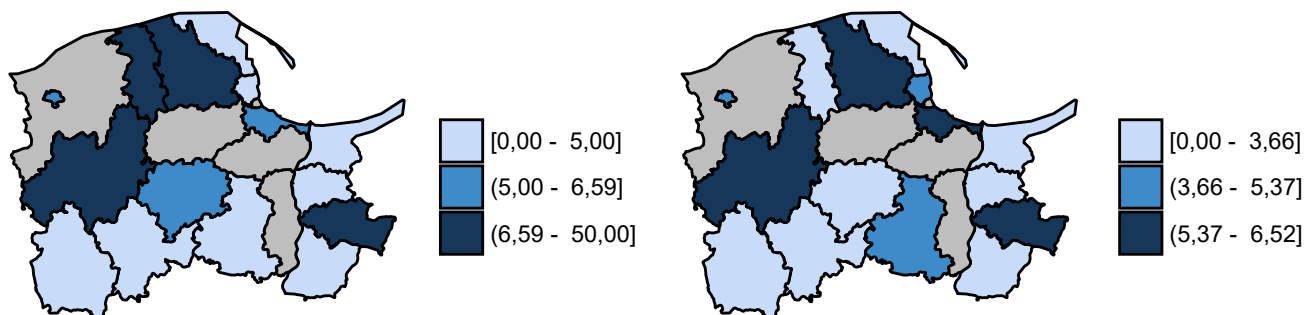 [0,00 -  5,00]
(5,00 -  6,59]
(6,59 -  50,00]
[0,00 -  3,66]
(3,66 -  5,37]
(5,37 -  6,52]